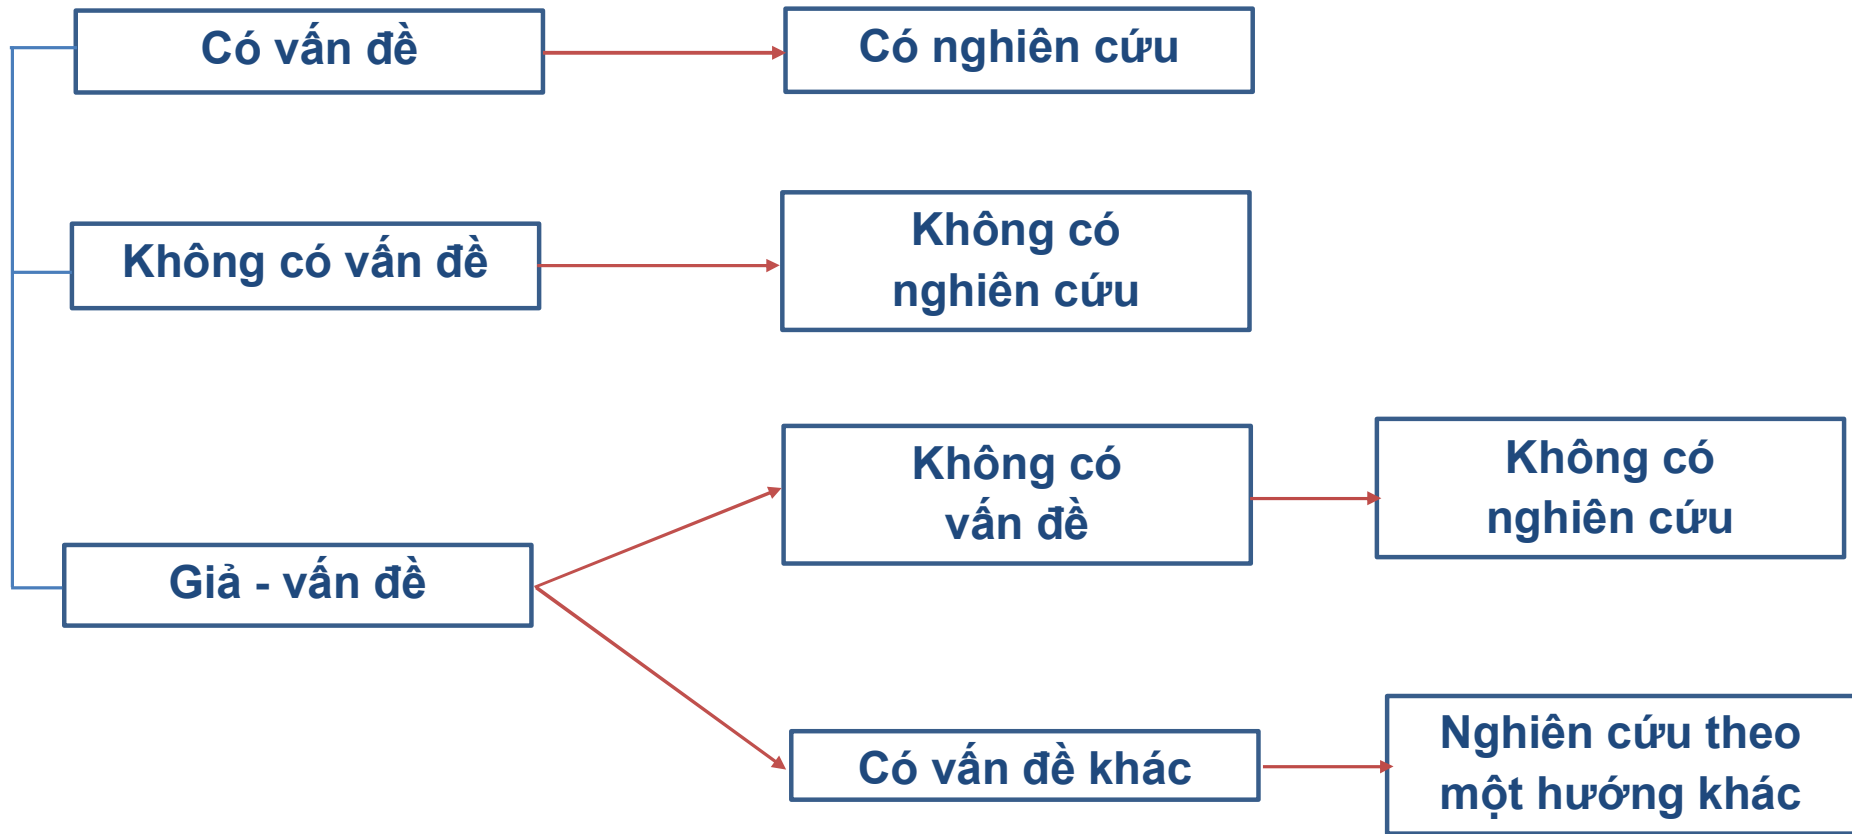 Có vấn đề
Có nghiên cứu
Không có vấn đề
Không có
nghiên cứu
Giả - vấn đề
Không có
vấn đề
Không có
nghiên cứu
Có vấn đề khác
Nghiên cứu theo
một hướng khác